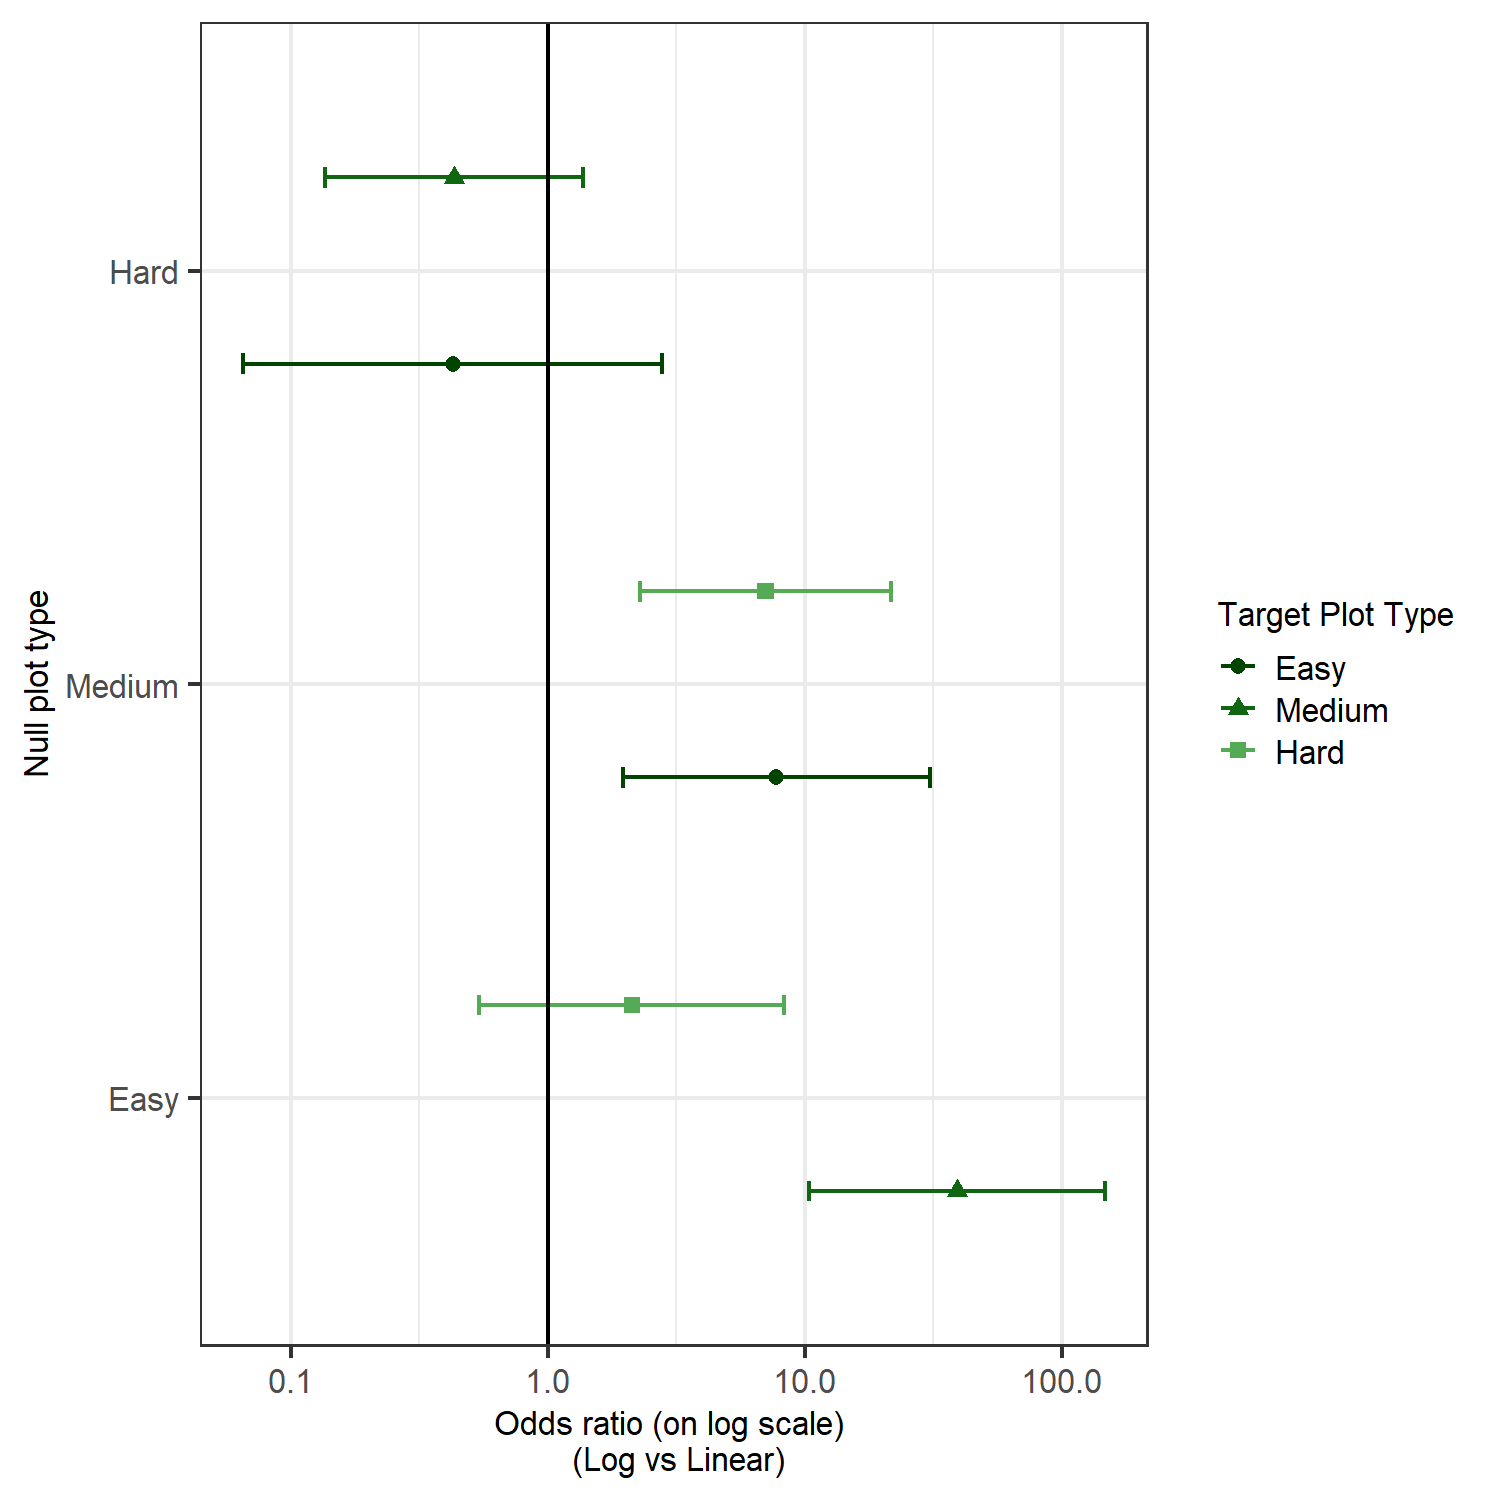 Hard
Medium
Easy
Null plot type
0.1
1.0
10.0
100.0
Odds ratio (on log scale)
(Log vs Linear)
Target Plot Type
Easy
Medium
Hard